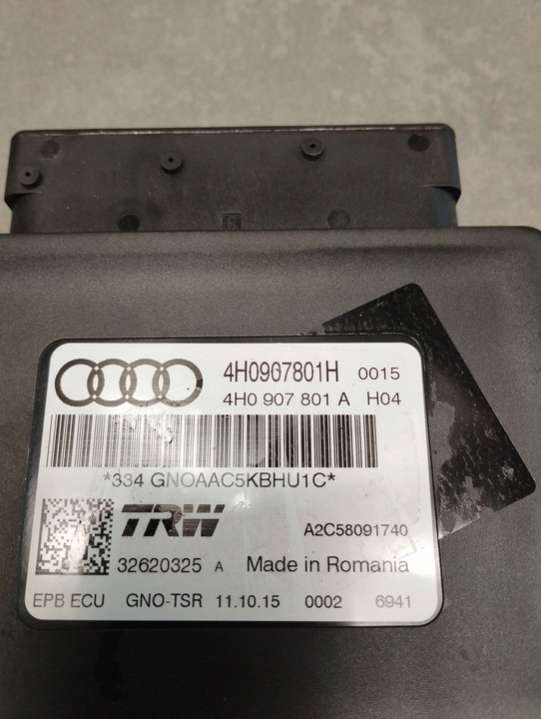 4H0907801H 0015
4H0 907 801 A H04
*334 GNOAAC5KBHU1C*
TRW A2C58091740
32620325 A Made in Romania
EPB ECU GNO-TSR 11.10.15 0002 6941